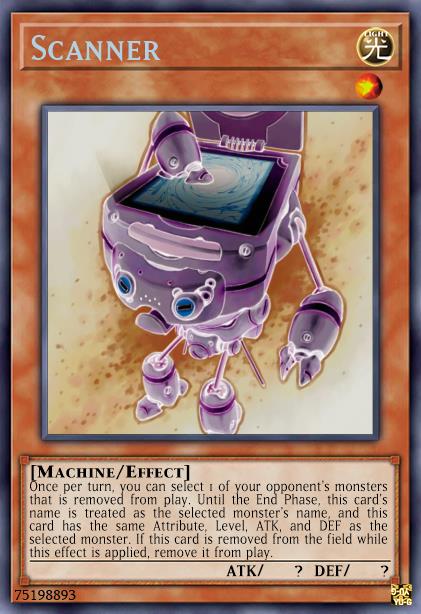 Scanner
LIGHT
光
[Machine/Effect]
Once per turn, you can select 1 of your opponent's monsters
that is removed from play. Until the End Phase, this card's
name is treated as the selected monster's name, and this
card has the same Attribute, Level, ATK, and DEF as the
selected monster. If this card is removed from the field while
this effect is applied, remove it from play.
ATK/ ? DEF/ ?
75198893